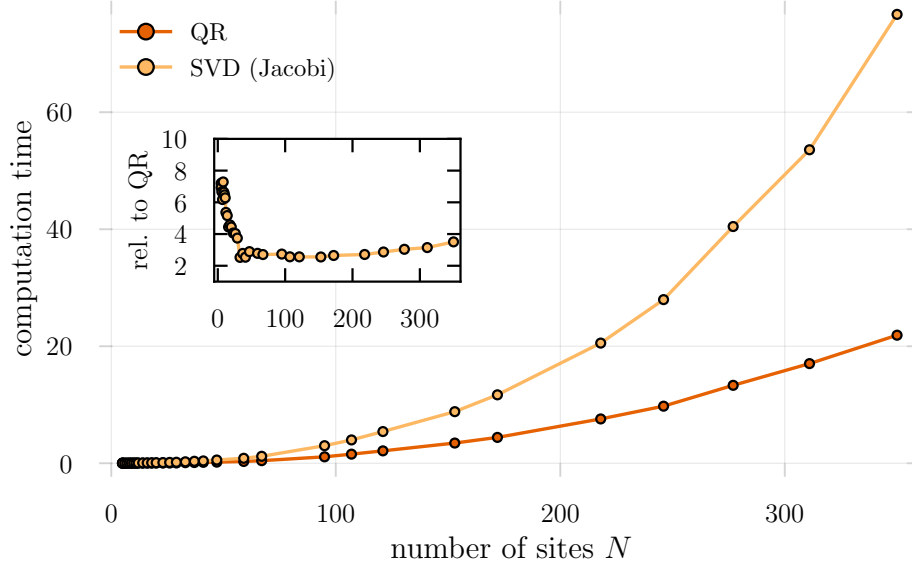 QR
SVD (Jacobi)
computation time
60
40
20
0
rel. to QR
10
8
6
4
2
0 100 200 300
0 100 200 300
number of sites N